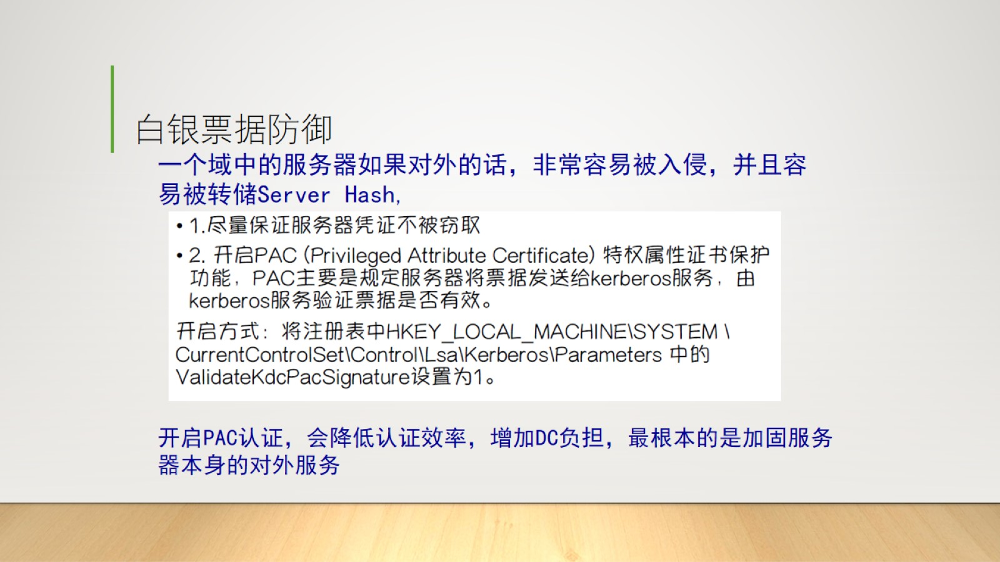 白银票据防御
一个域中的服务器如果对外的话，非常容易被入侵，并且容
易被转储Server Hash,
• 1.尽量保证服务器凭证不被窃取
• 2. 开启PAC (Privileged Attribute Certificate) 特权属性证书保护
功能，PAC主要是规定服务器将票据发送给kerberos服务，由
kerberos服务验证票据是否有效。
开启方式：将注册表中HKEY_LOCAL_MACHINE\SYSTEM \
CurrentControlSet\Control\Lsa\Kerberos\Parameters 中的
ValidateKdcPacSignature设置为1。
开启PAC认证，会降低认证效率，增加DC负担，最根本的是加固服务
器本身的对外服务